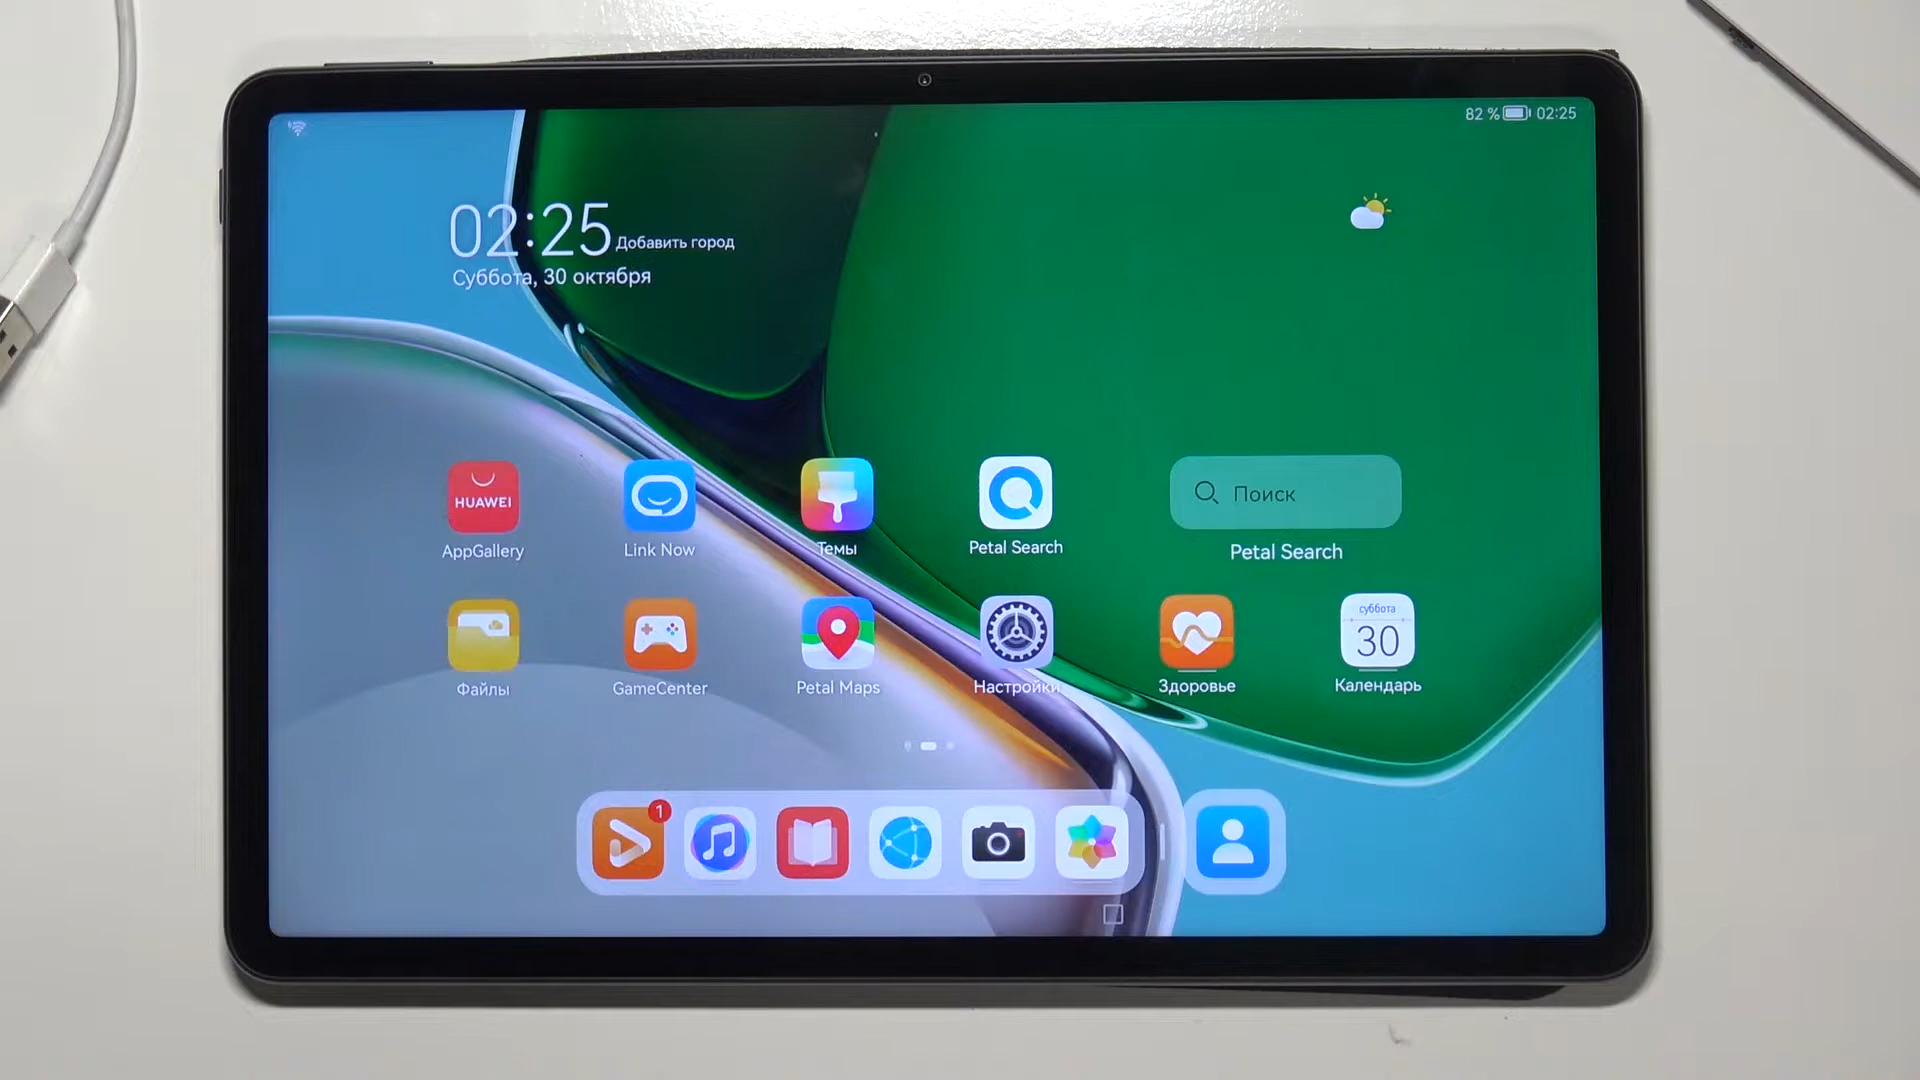 82 % 02:25
02:25 Добавить город
Суббота, 30 октября
HUAWEI
Поиск
AppGallery
Link Now
Темы
Petal Search
Petal Search
суббота
30
Файлы
GameCenter
Petal Maps
Настройки
Здоровье
Календарь
1